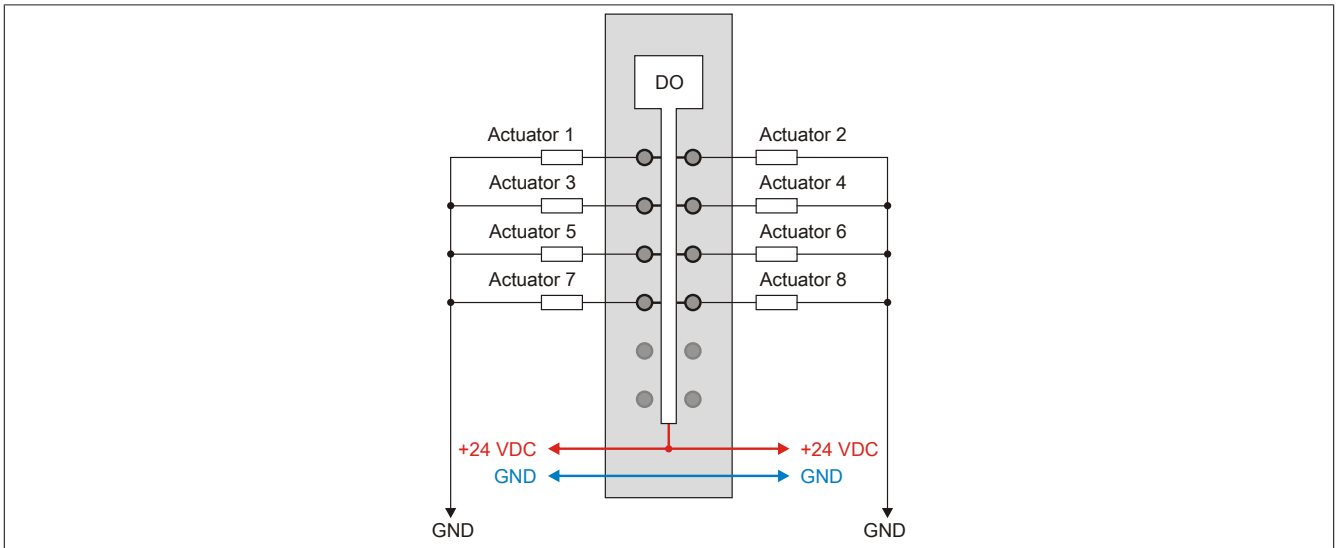 DO
Actuator 1 Actuator 2
Actuator 3 Actuator 4
Actuator 5 Actuator 6
Actuator 7 Actuator 8
+24 VDC +24 VDC
GND GND
GND GND